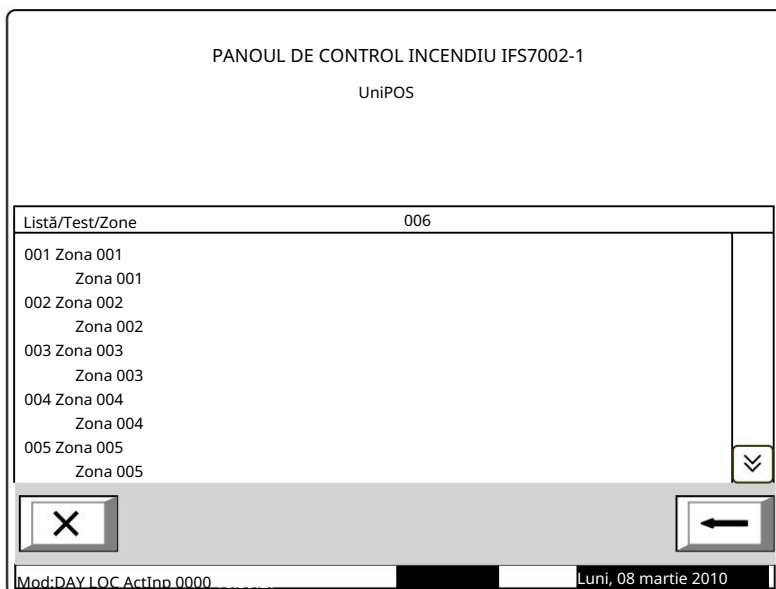 PANOUL DE CONTROL INCENDIU IFS7002-1
UniPOS
Listă/Test/Zone 006
001 Zona 001
Zona 001
002 Zona 002
Zona 002
003 Zona 003
Zona 003
004 Zona 004
Zona 004
005 Zona 005
Zona 005
Mod:DAY LOC ActInp 0000 Luni, 08 martie 2010